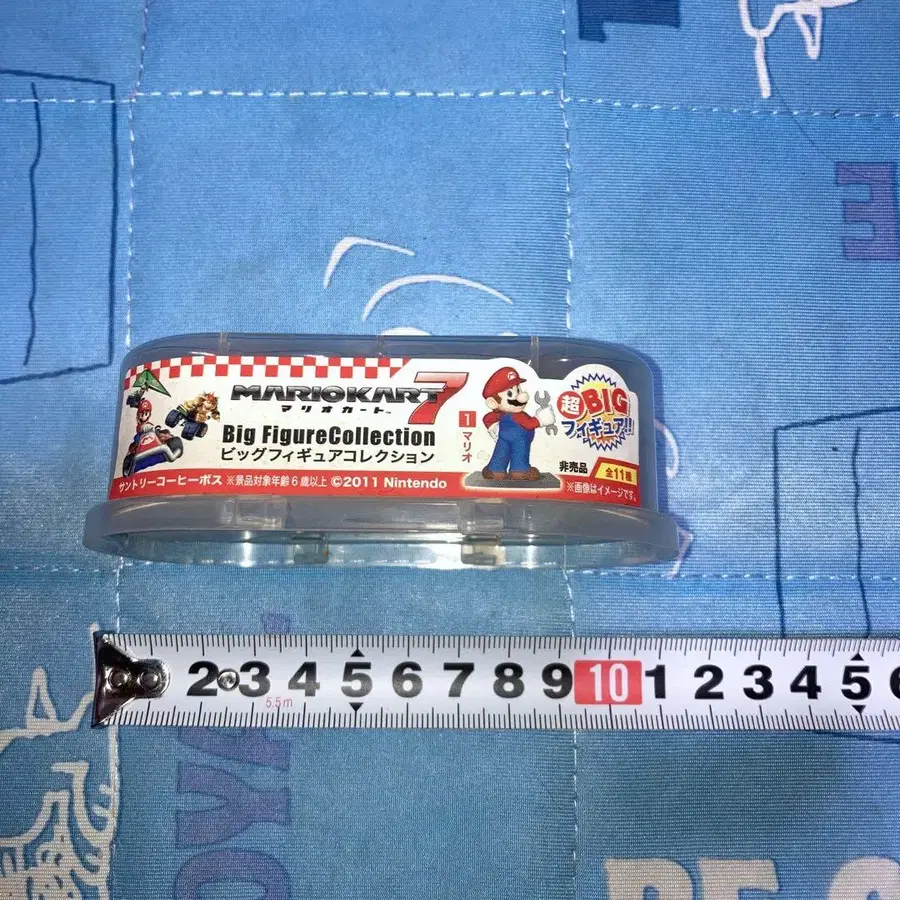 MARIOKART 7
マリオカート™
Big FigureCollection
ビッグフィギュアコレクション
1 マリオ
超BIG
フィギュア!!
非売品
全11種
サントリーコーヒーボス ※景品対象年齢6歳以上 ©2011 Nintendo
※画像はイメージです。
2 3 4 5 6 7 8 9 10 1 2 3 4 5 6
5.5m